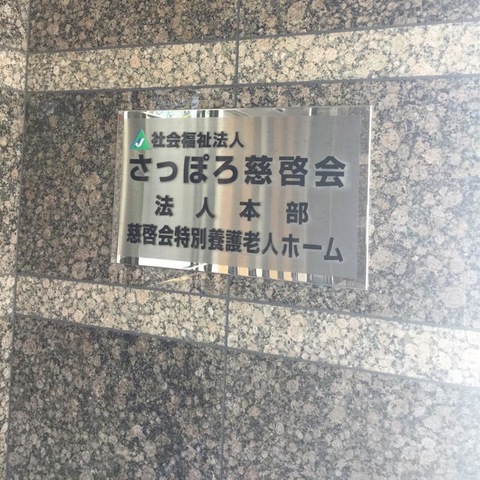 社会福祉法人
さっぽろ慈啓会
法人本部
慈啓会特別養護老人ホーム